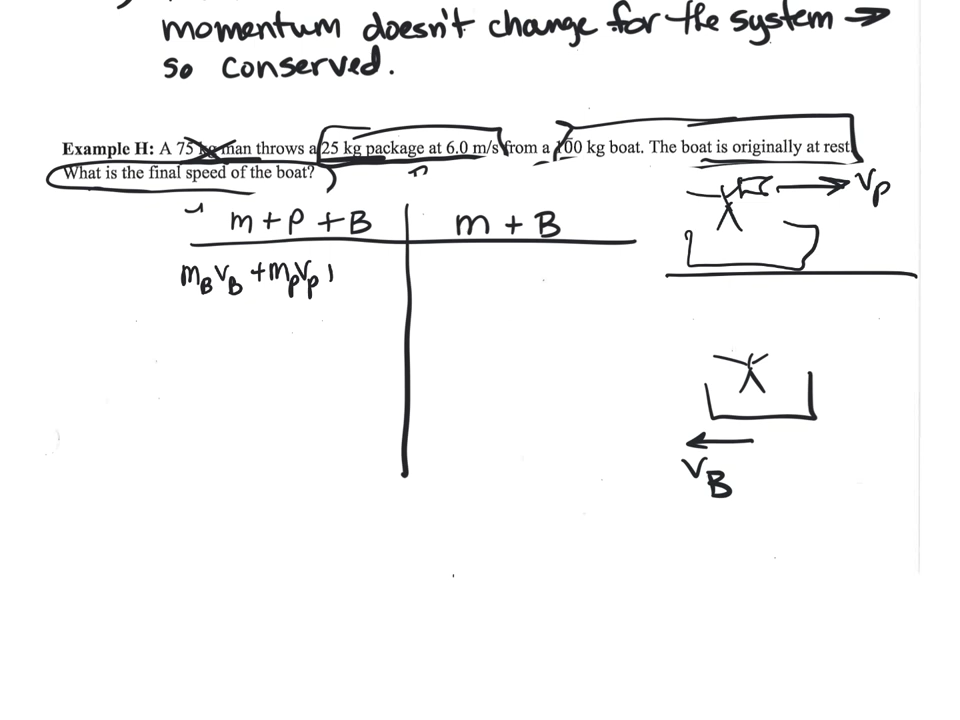 momentum doesn't change for the system →
so conserved.
Example H: A 75 kg man throws a 25 kg package at 6.0 m/s from a 100 kg boat. The boat is originally at rest.
What is the final speed of the boat?
m + P + B m + B
m_B v_B + m_P v_P
v_P
v_B